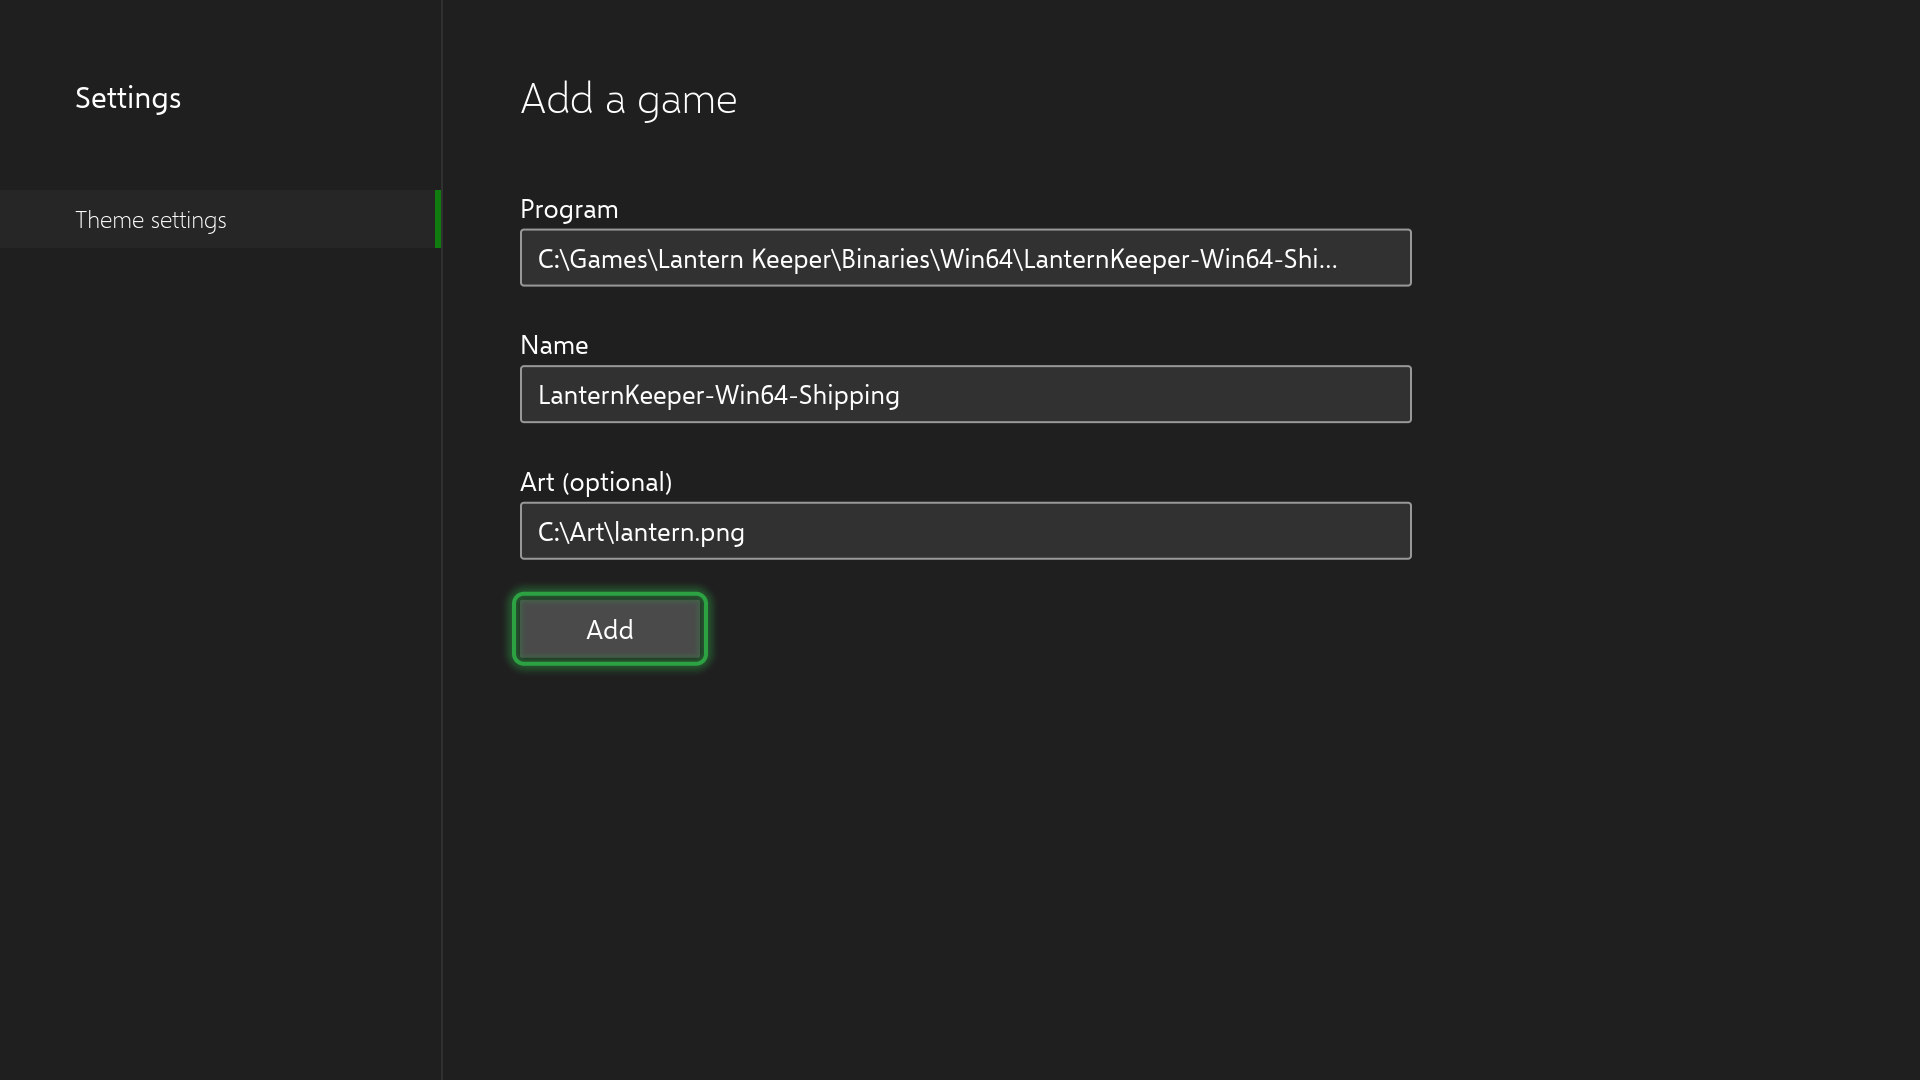 Settings
Theme settings
Add a game
Program
C:\Games\Lantern Keeper\Binaries\Win64\LanternKeeper-Win64-Shi...
Name
LanternKeeper-Win64-Shipping
Art (optional)
C:\Art\lantern.png
Add